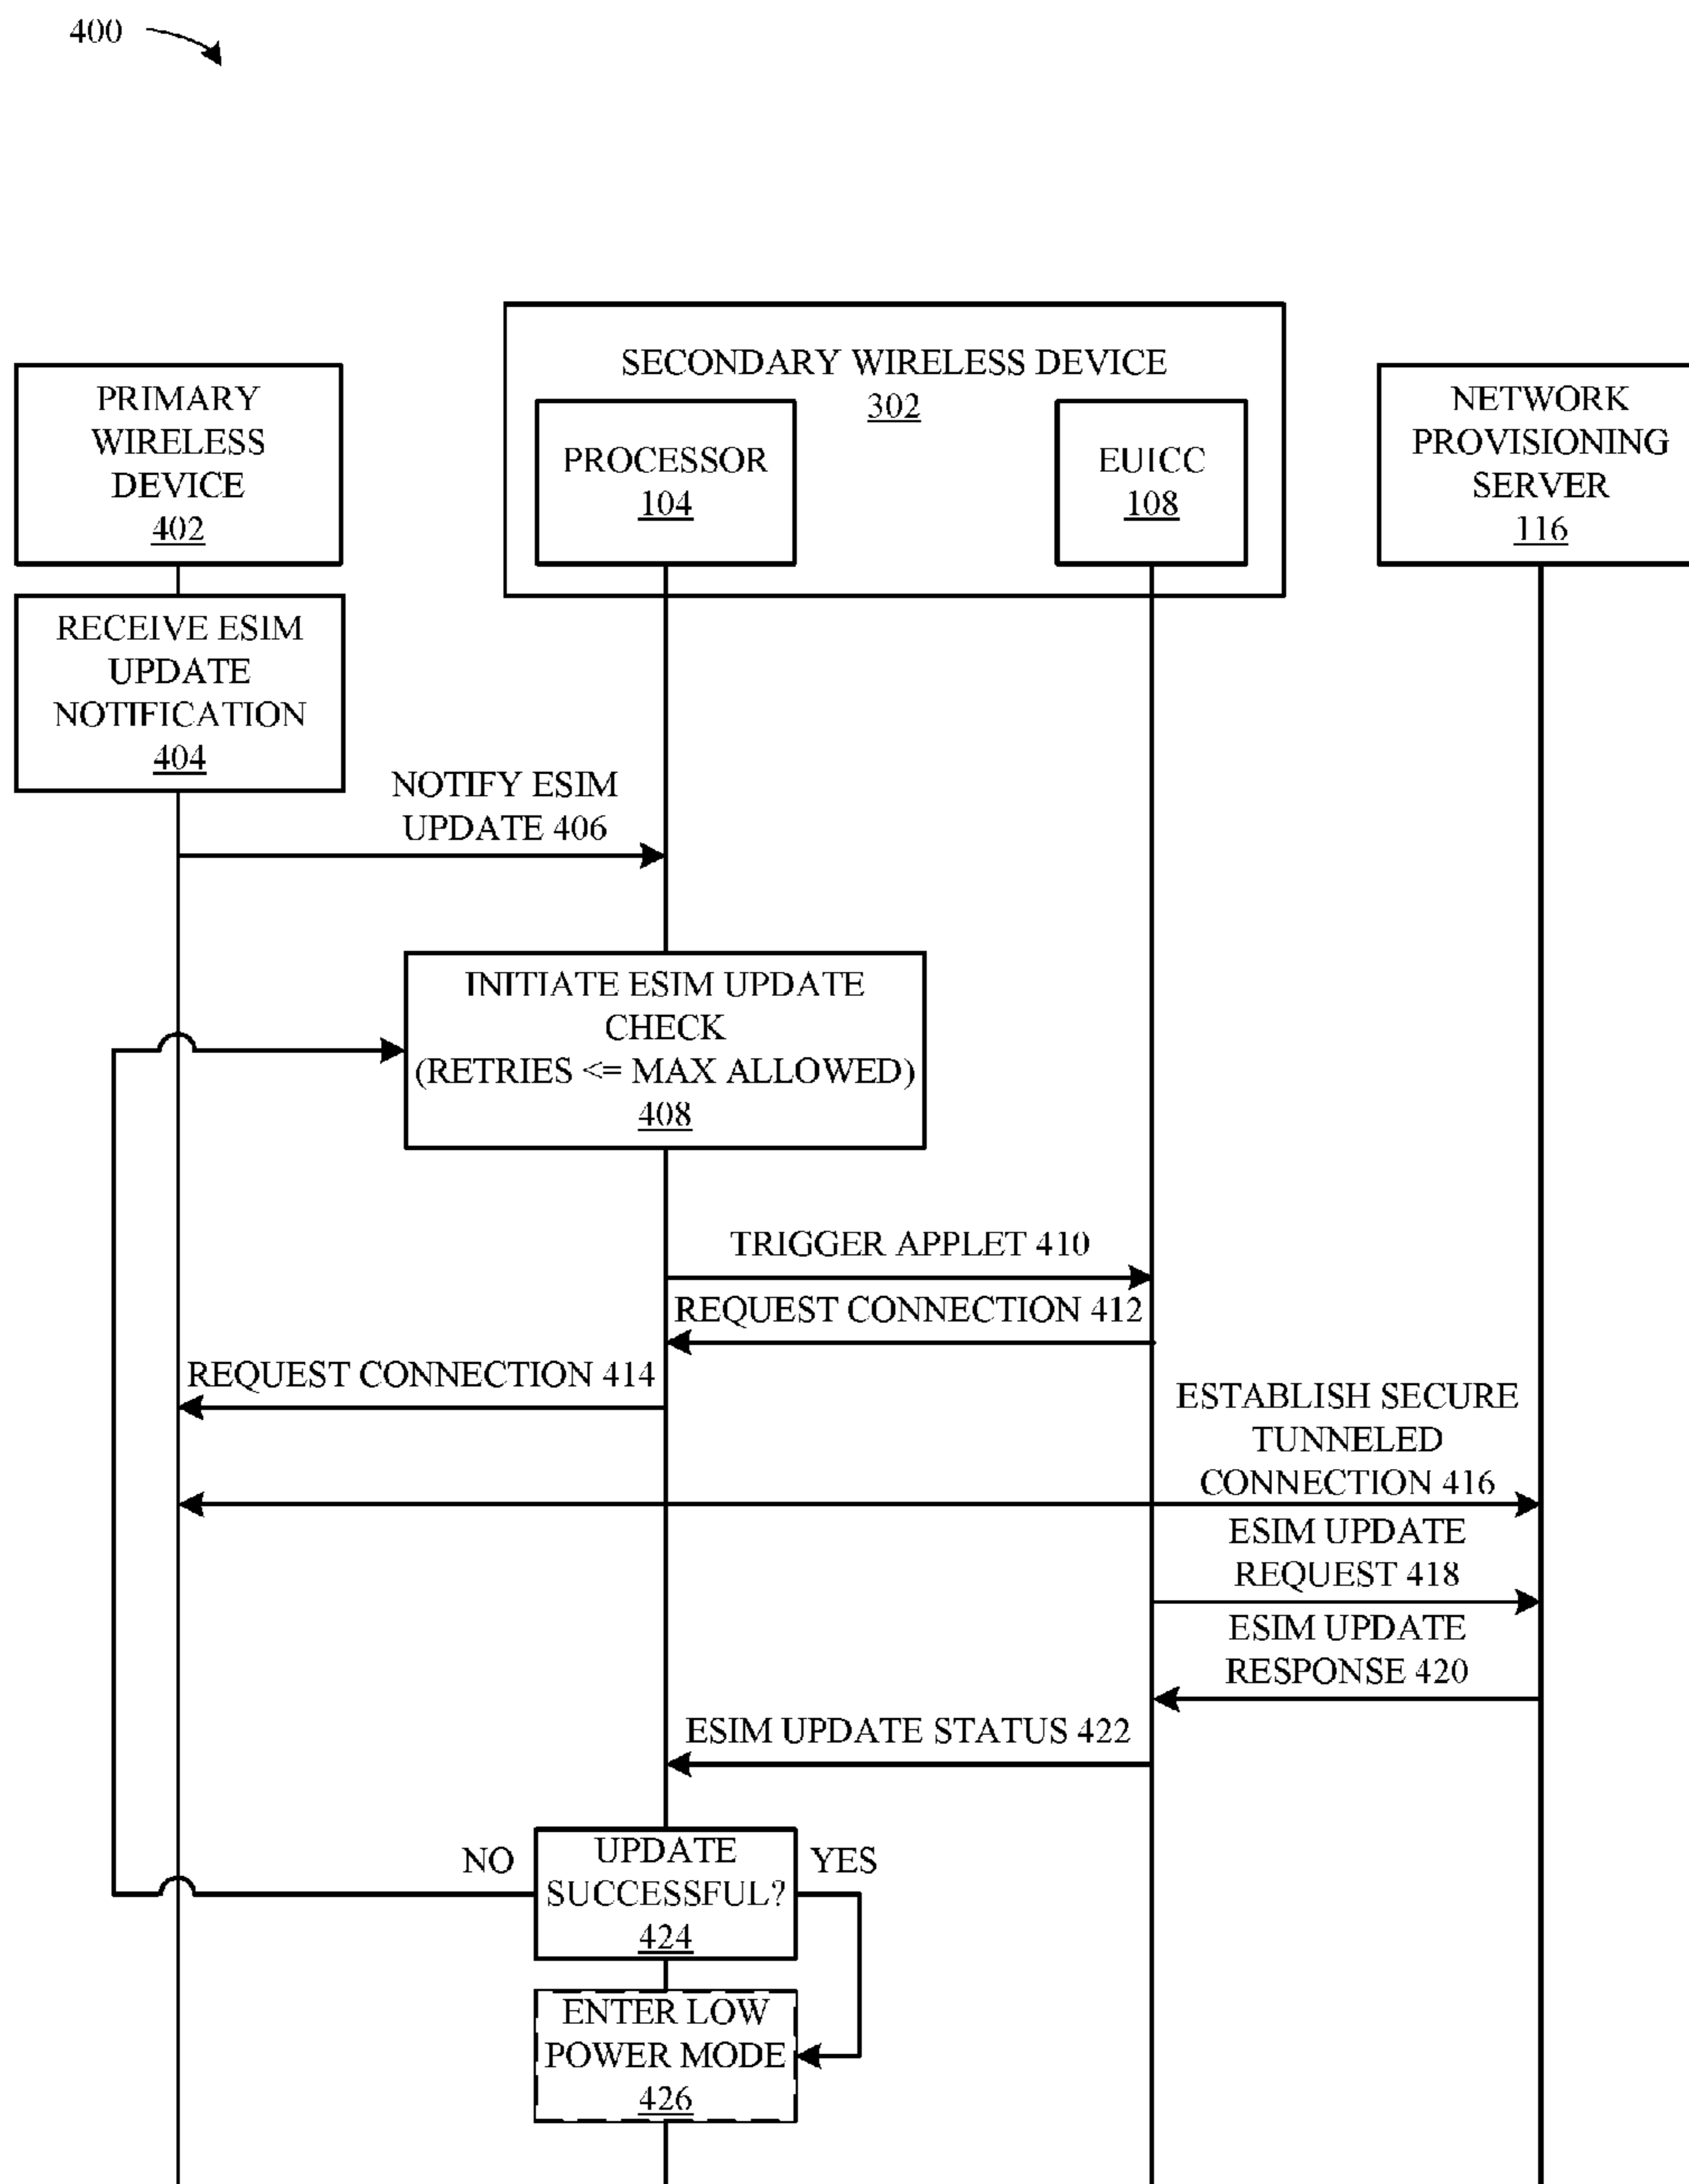 400
SECONDARY WIRELESS DEVICE
302
PRIMARY
WIRELESS
DEVICE
402
PROCESSOR
104
EUICC
108
NETWORK
PROVISIONING
SERVER
116
RECEIVE ESIM
UPDATE
NOTIFICATION
404
NOTIFY ESIM
UPDATE 406
INITIATE ESIM UPDATE
CHECK
(RETRIES <= MAX ALLOWED)
408
TRIGGER APPLET 410
REQUEST CONNECTION 412
REQUEST CONNECTION 414
ESTABLISH SECURE
TUNNELED
CONNECTION 416
ESIM UPDATE
REQUEST 418
ESIM UPDATE
RESPONSE 420
ESIM UPDATE STATUS 422
NO
UPDATE
SUCCESSFUL?
424
YES
ENTER LOW
POWER MODE
426